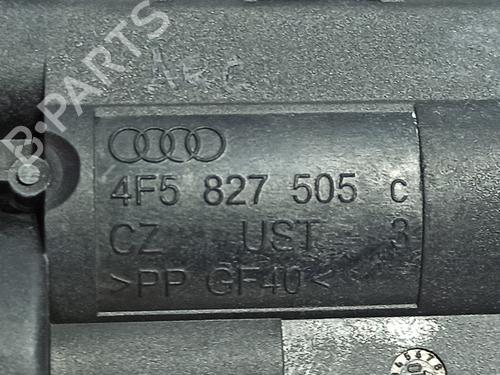 B-PARTS
4F5 827 505 C
CZ UST 3
>PP GF40<